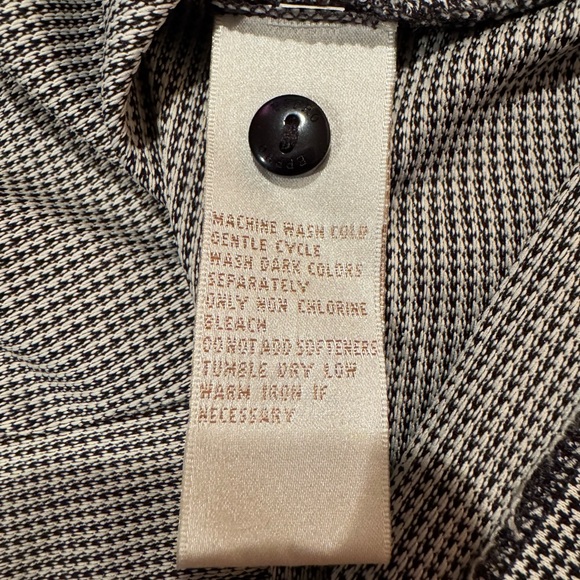 MACHINE WASH COLD
GENTLE CYCLE
WASH DARK COLORS
SEPARATELY
ONLY NON CHLORINE
BLEACH
DO NOT ADD SOFTENERS
TUMBLE DRY LOW
WARM IRON IF
NECESSARY